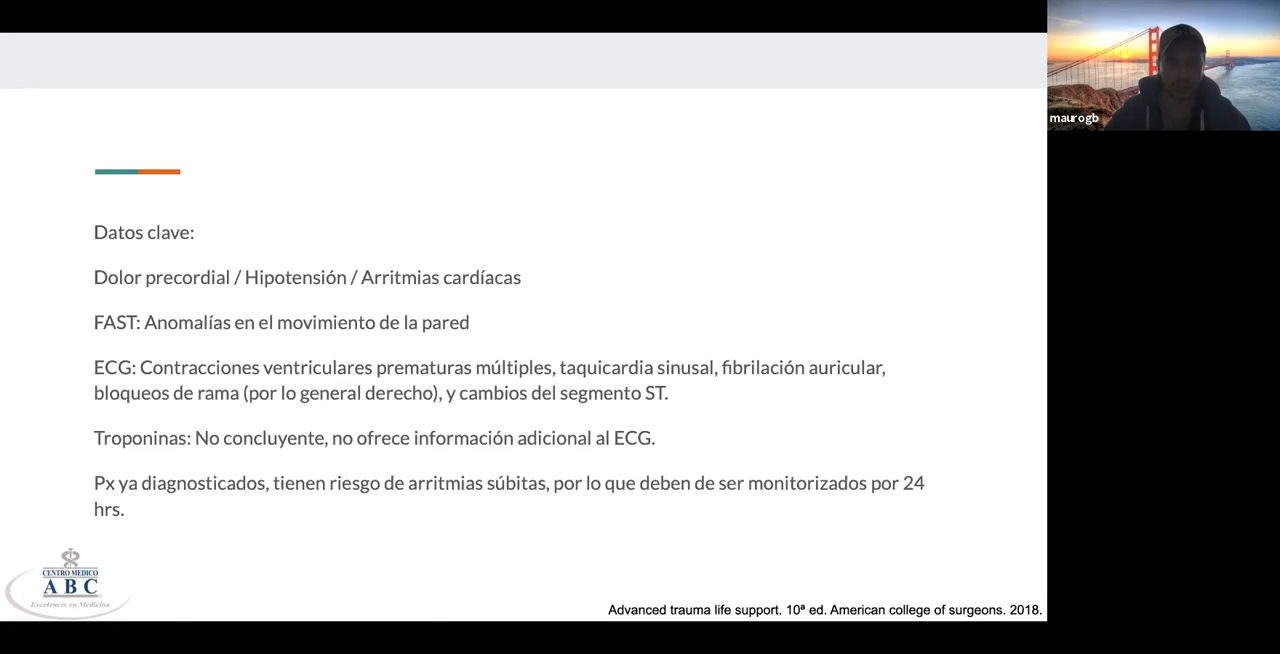 maurogb
Datos clave:
Dolor precordial / Hipotensión / Arritmias cardíacas
FAST: Anomalías en el movimiento de la pared
ECG: Contracciones ventriculares prematuras múltiples, taquicardia sinusal, fibrilación auricular,
bloqueos de rama (por lo general derecho), y cambios del segmento ST.
Troponinas: No concluyente, no ofrece información adicional al ECG.
Px ya diagnosticados, tienen riesgo de arritmias súbitas, por lo que deben de ser monitorizados por 24
hrs.
CENTRO MEDICO
A B C
Excelencia en Medicina
Advanced trauma life support. 10ª ed. American college of surgeons. 2018.